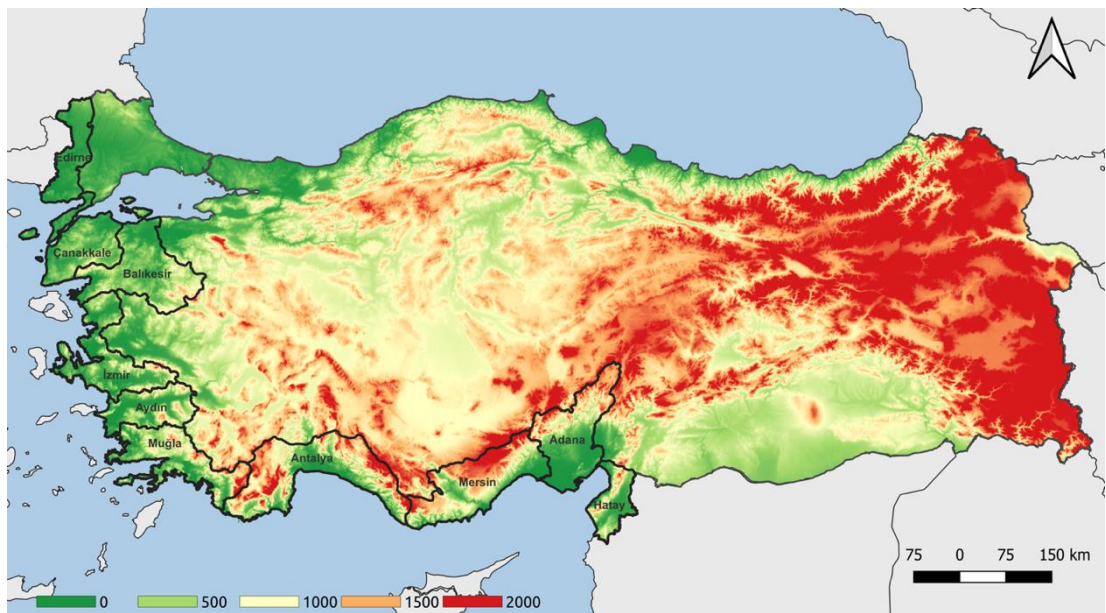 Edirne
Çanakkale
Balıkesir
İzmir
Aydın
Muğla
Antalya
Mersin
Adana
Hatay
75 0 75 150 km
0 500 1000 1500 2000